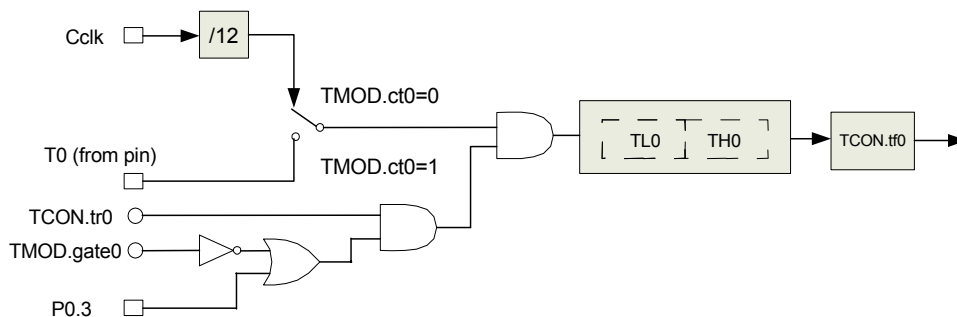 Cclk
/12
TMOD.ct0=0
T0 (from pin)
TMOD.ct0=1
TL0
TH0
TCON.tf0
TCON.tr0
TMOD.gate0
P0.3